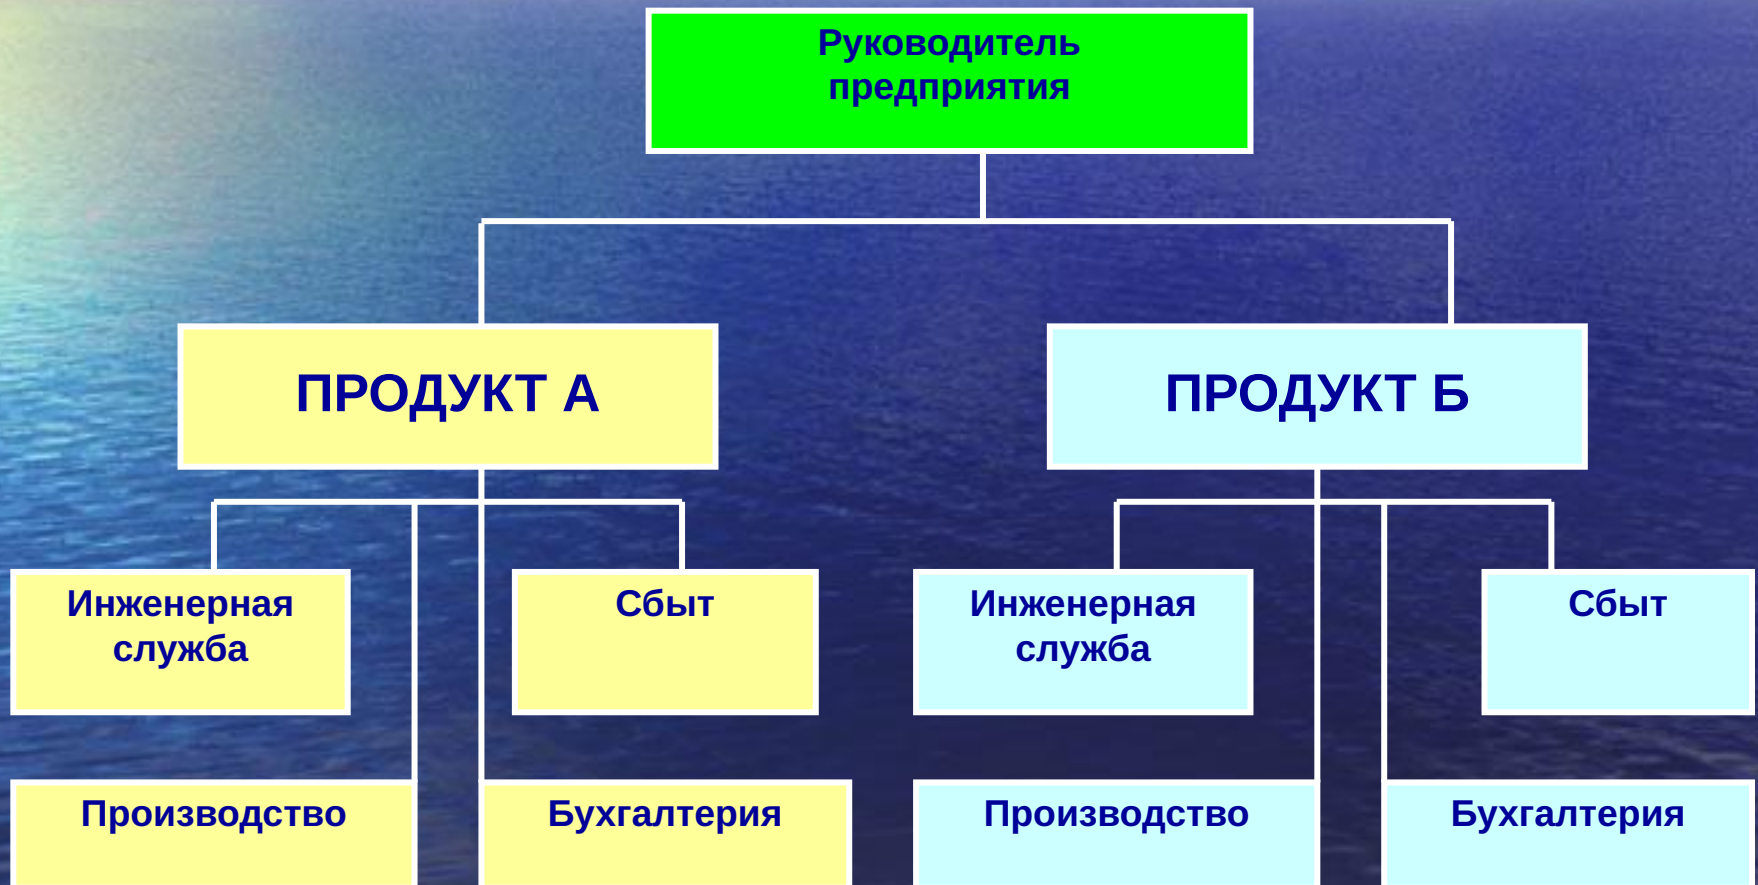 Руководитель
предприятия
ПРОДУКТ А
ПРОДУКТ Б
Инженерная
служба
Сбыт
Инженерная
служба
Сбыт
Производство
Бухгалтерия
Производство
Бухгалтерия